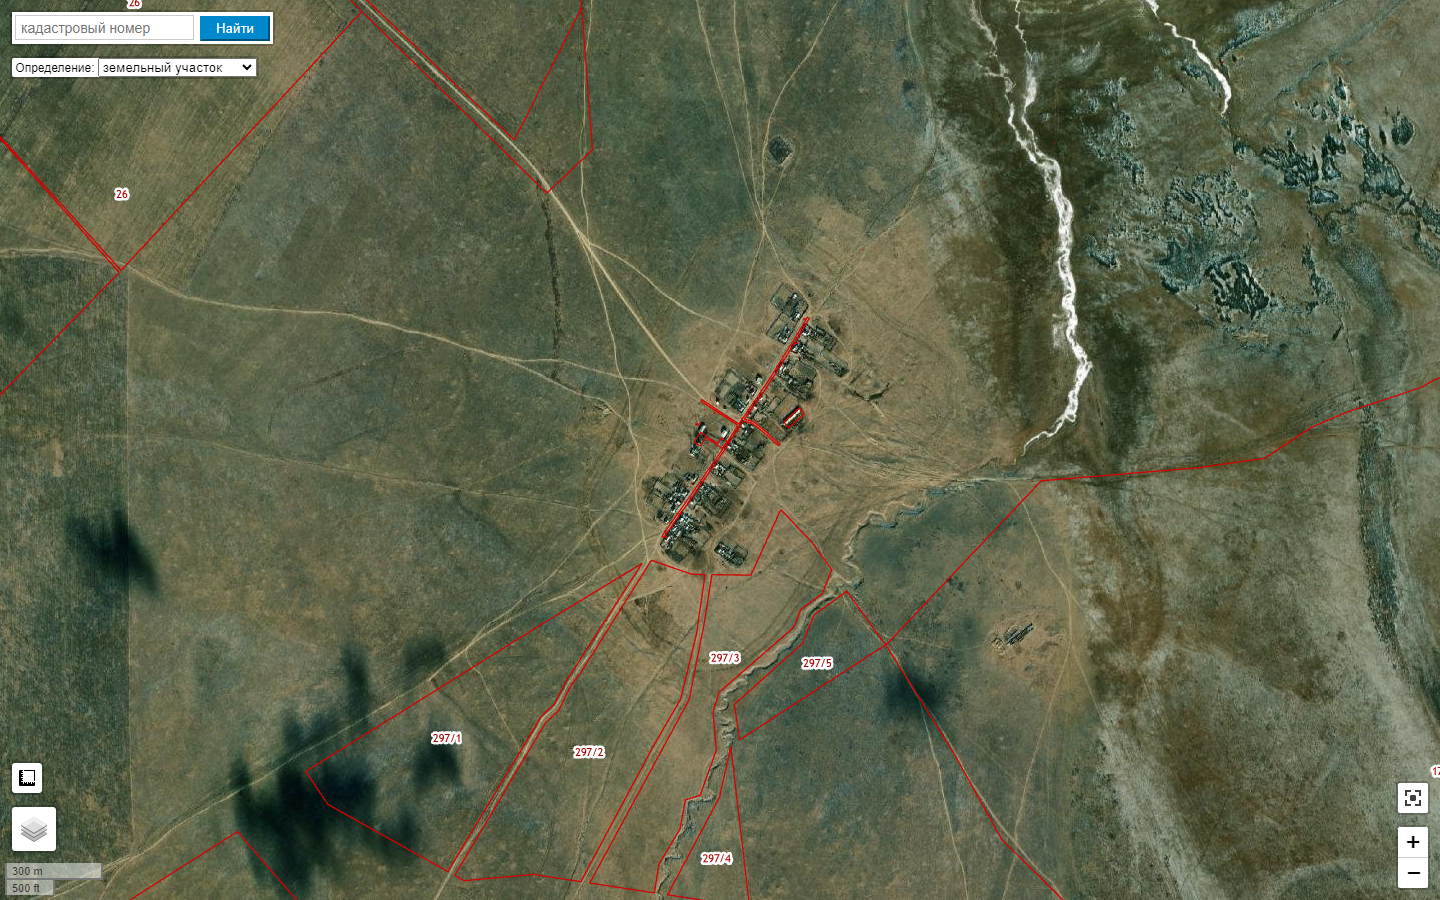 26
кадастровый номер
Найти
Определение: земельный участок
26
297/3
297/5
297/1
297/2
297/4
300 m
500 ft
+
−